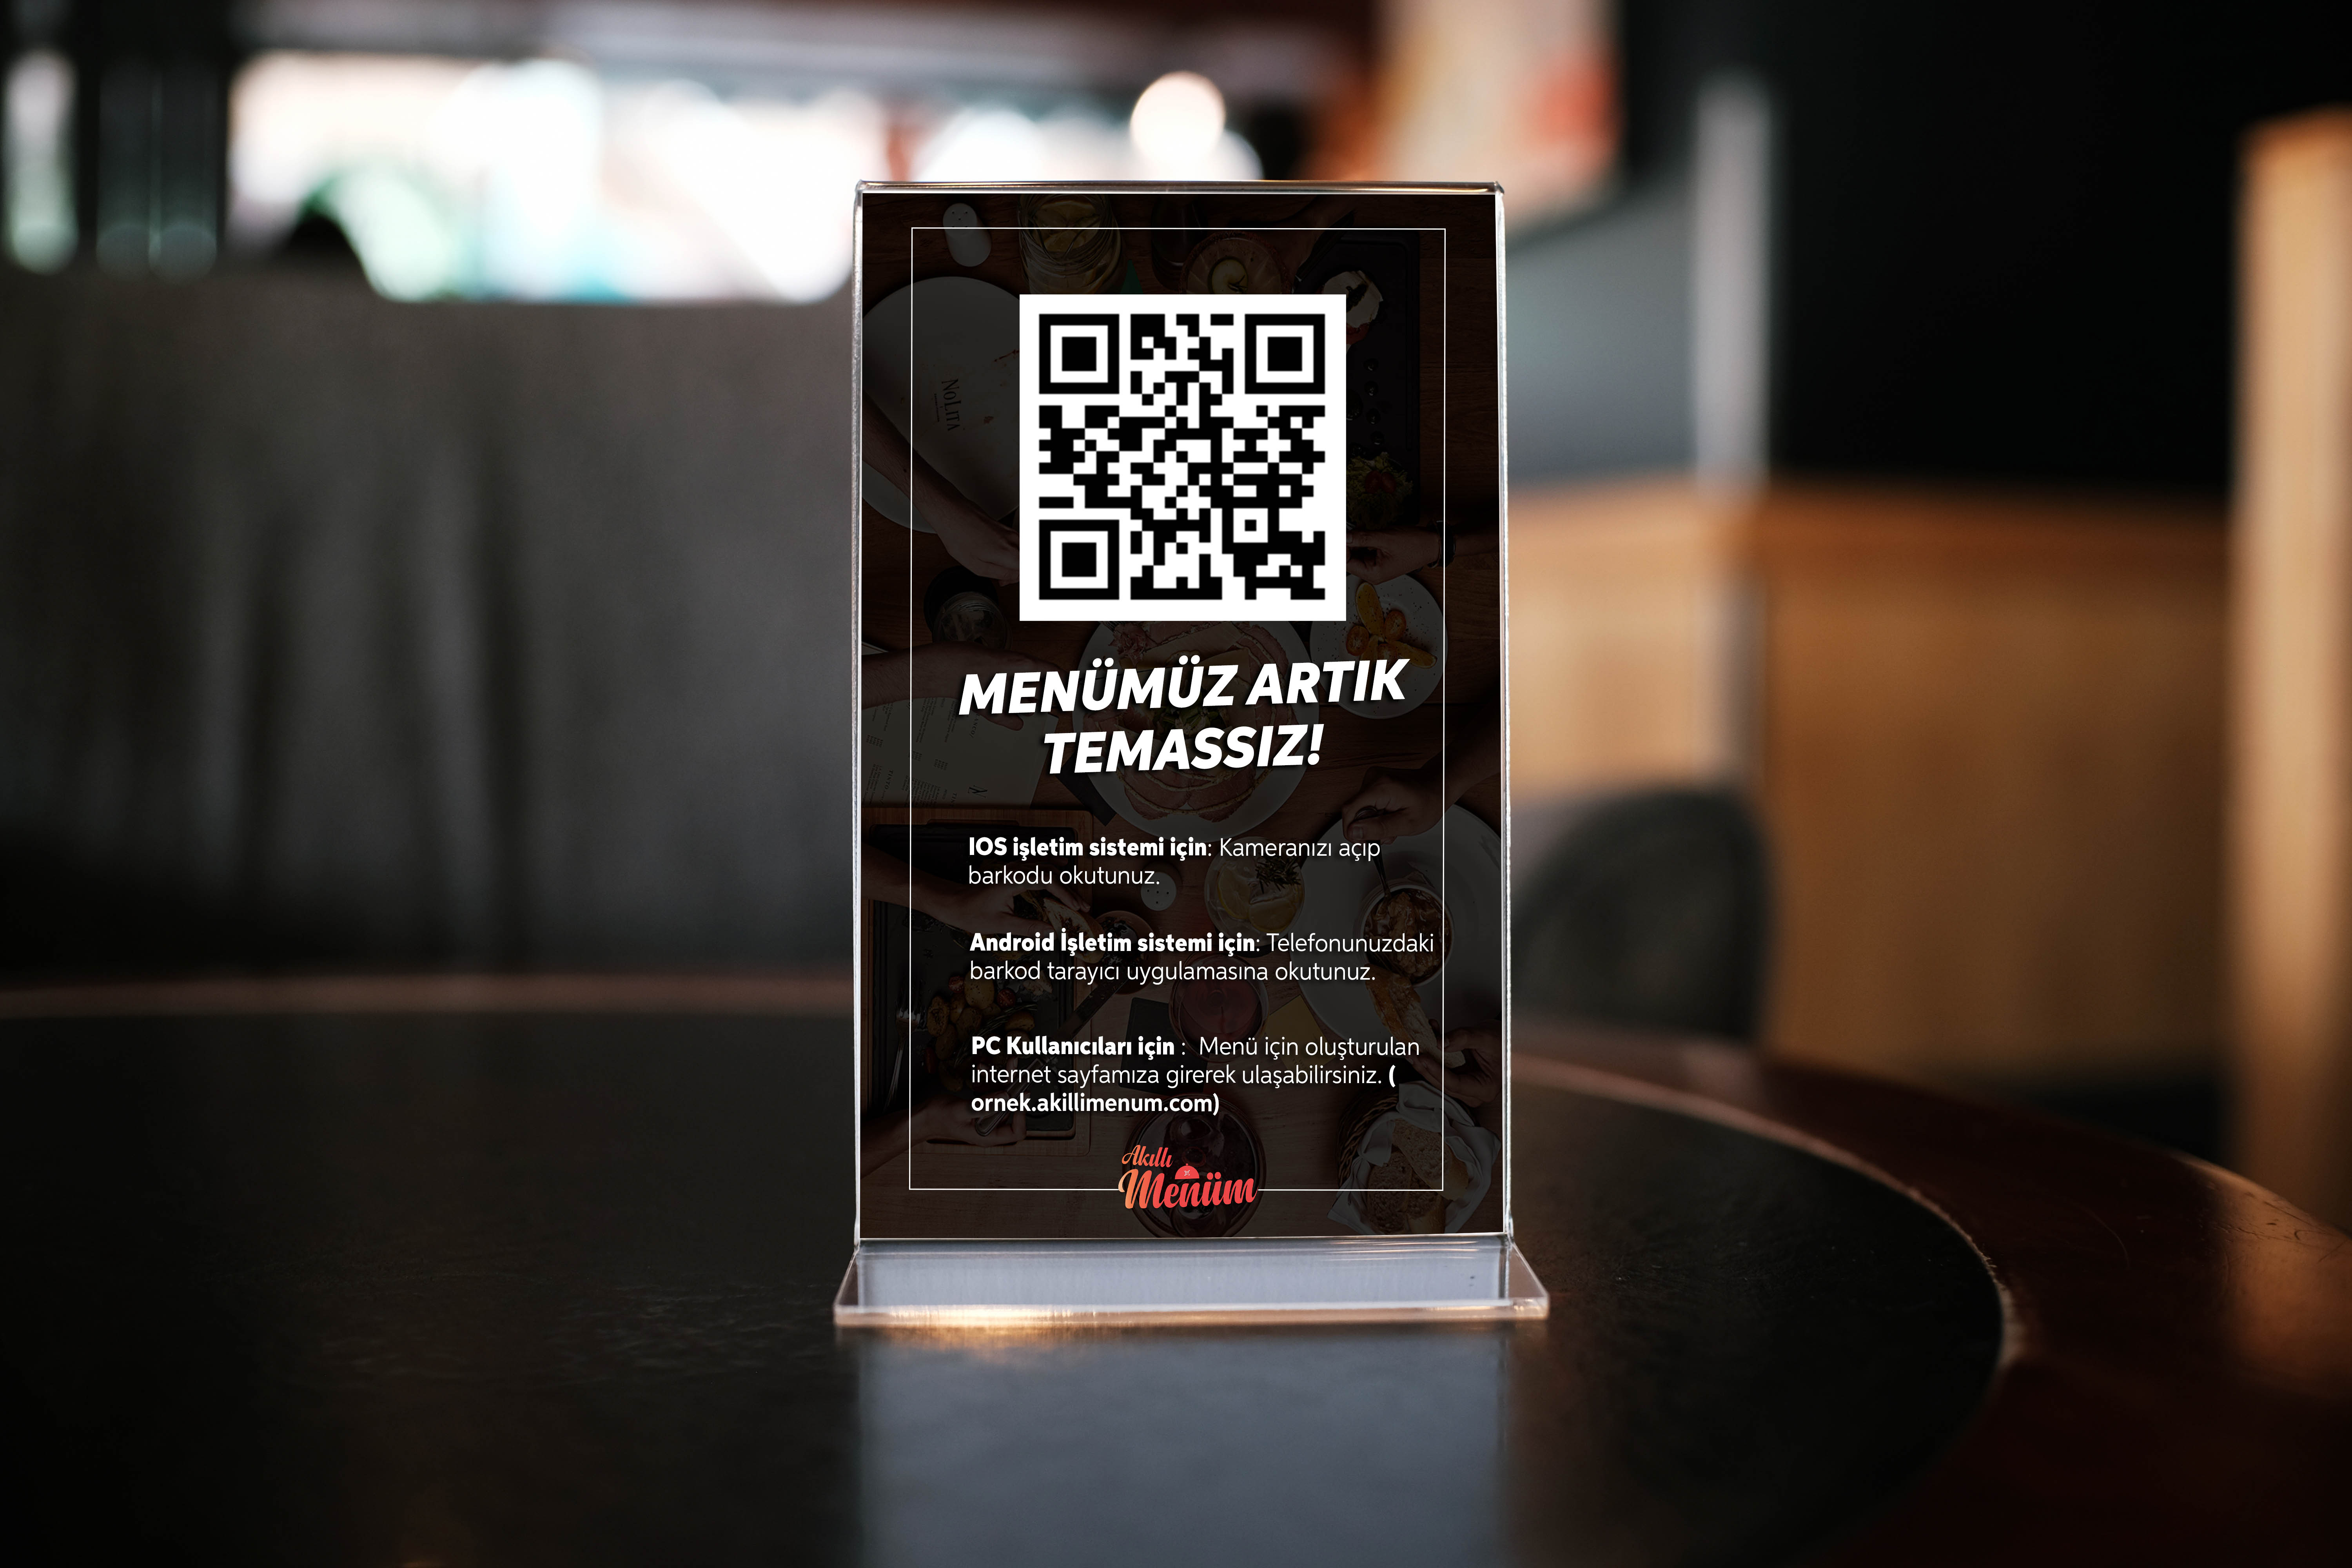 NOLITA
MENÜMÜZ ARTIK
TEMASSIZ!
IOS işletim sistemi için: Kameranızı açıp
barkodu okutunuz.
Android İşletim sistemi için: Telefonunuzdaki
barkod tarayıcı uygulamasına okutunuz.
PC Kullanıcıları için :  Menü için oluşturulan
internet sayfamıza girerek ulaşabilirsiniz. (
ornek.akillimenum.com)
Akıllı
Menüm